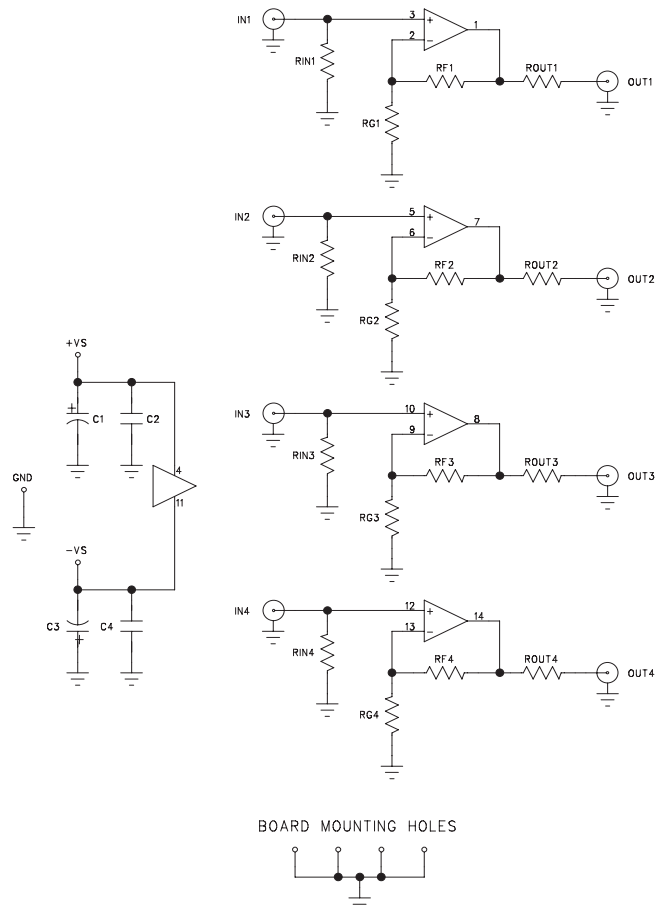 IN1
3
+
1
2
−
RIN1
RF1
ROUT1
OUT1
RG1
IN2
5
+
7
6
−
RIN2
RF2
ROUT2
OUT2
RG2
+VS
+
C1
C2
IN3
10
+
8
9
−
RIN3
RF3
ROUT3
OUT3
RG3
4
11
GND
−VS
C3
+
C4
IN4
12
+
14
13
−
RIN4
RF4
ROUT4
OUT4
RG4
BOARD MOUNTING HOLES